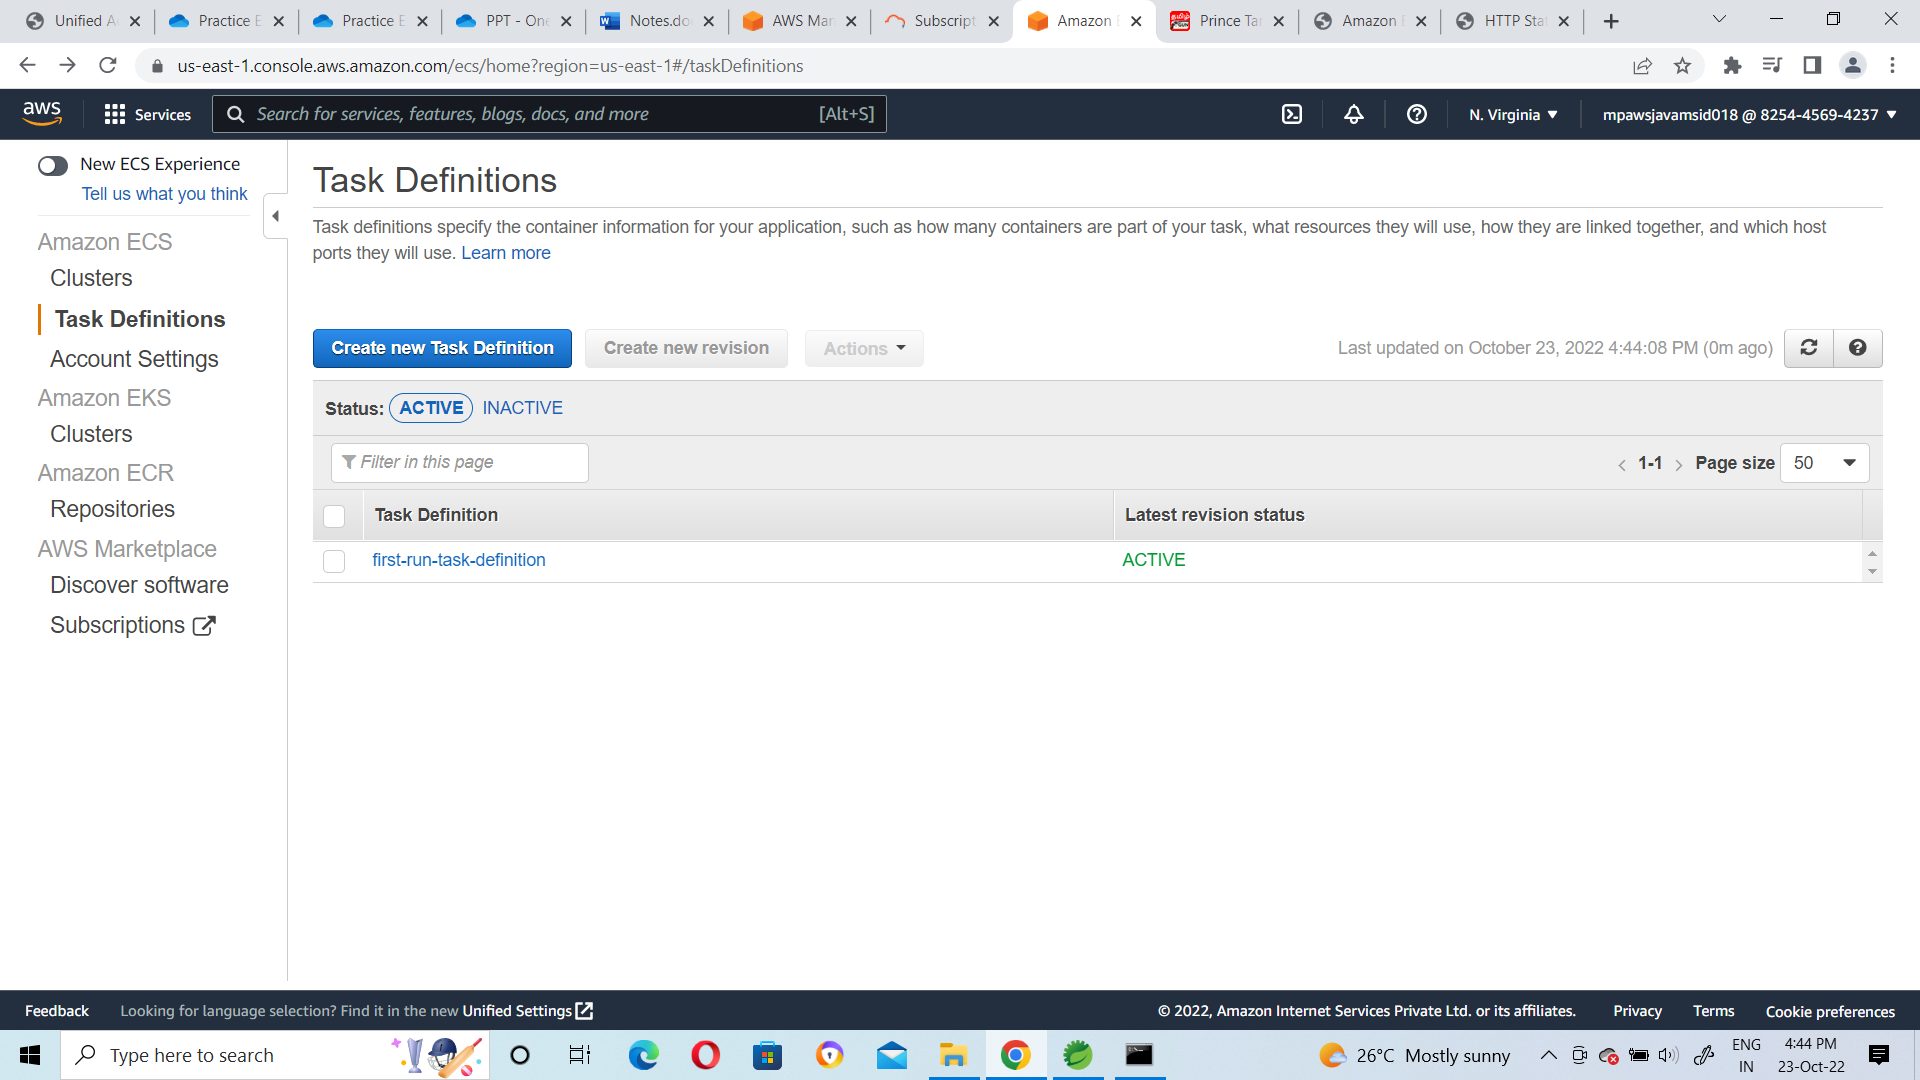 Unified A
Practice E
Practice E
PPT - One
Notes.do
AWS Man
Subscript
Amazon
Prince Ta
Amazon
HTTP Sta
us-east-1.console.aws.amazon.com/ecs/home?region=us-east-1#/taskDefinitions
aws
Services
Search for services, features, blogs, docs, and more
[Alt+S]
N. Virginia
mpawsjavamsid018 @ 8254-4569-4237
New ECS Experience
Tell us what you think
Amazon ECS
Clusters
Task Definitions
Account Settings
Amazon EKS
Clusters
Amazon ECR
Repositories
AWS Marketplace
Discover software
Subscriptions
Task Definitions
Task definitions specify the container information for your application, such as how many containers are part of your task, what resources they will use, how they are linked together, and which host
ports they will use. Learn more
Create new Task Definition
Create new revision
Actions
Last updated on October 23, 2022 4:44:08 PM (0m ago)
Status: ACTIVE INACTIVE
Filter in this page
1-1
Page size
50
Task Definition
Latest revision status
first-run-task-definition
ACTIVE
Feedback
Looking for language selection? Find it in the new Unified Settings
© 2022, Amazon Internet Services Private Ltd. or its affiliates.
Privacy
Terms
Cookie preferences
Type here to search
26°C Mostly sunny
ENG
IN
4:44 PM
23-Oct-22